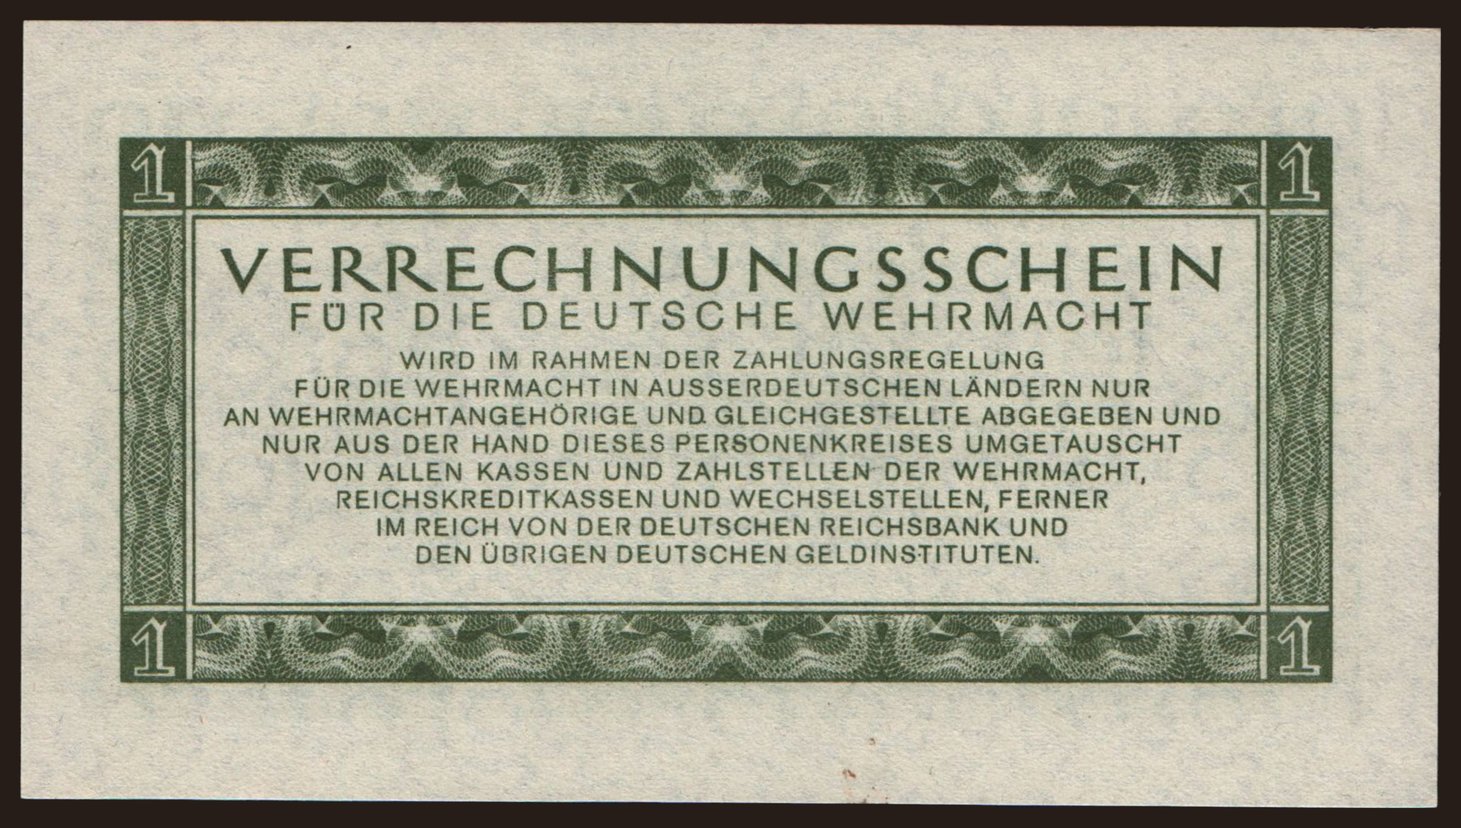 1 1
VERRECHNUNGSSCHEIN
FÜR DIE DEUTSCHE WEHRMACHT
WIRD IM RAHMEN DER ZAHLUNGSREGELUNG
FÜR DIE WEHRMACHT IN AUSSERDEUTSCHEN LÄNDERN NUR
AN WEHRMACHTANGEHÖRIGE UND GLEICHGESTELLTE ABGEGEBEN UND
NUR AUS DER HAND DIESES PERSONENKREISES UMGETAUSCHT
VON ALLEN KASSEN UND ZAHLSTELLEN DER WEHRMACHT,
REICHSKREDITKASSEN UND WECHSELSTELLEN, FERNER
IM REICH VON DER DEUTSCHEN REICHSBANK UND
DEN ÜBRIGEN DEUTSCHEN GELDINSTITUTEN.
1 1